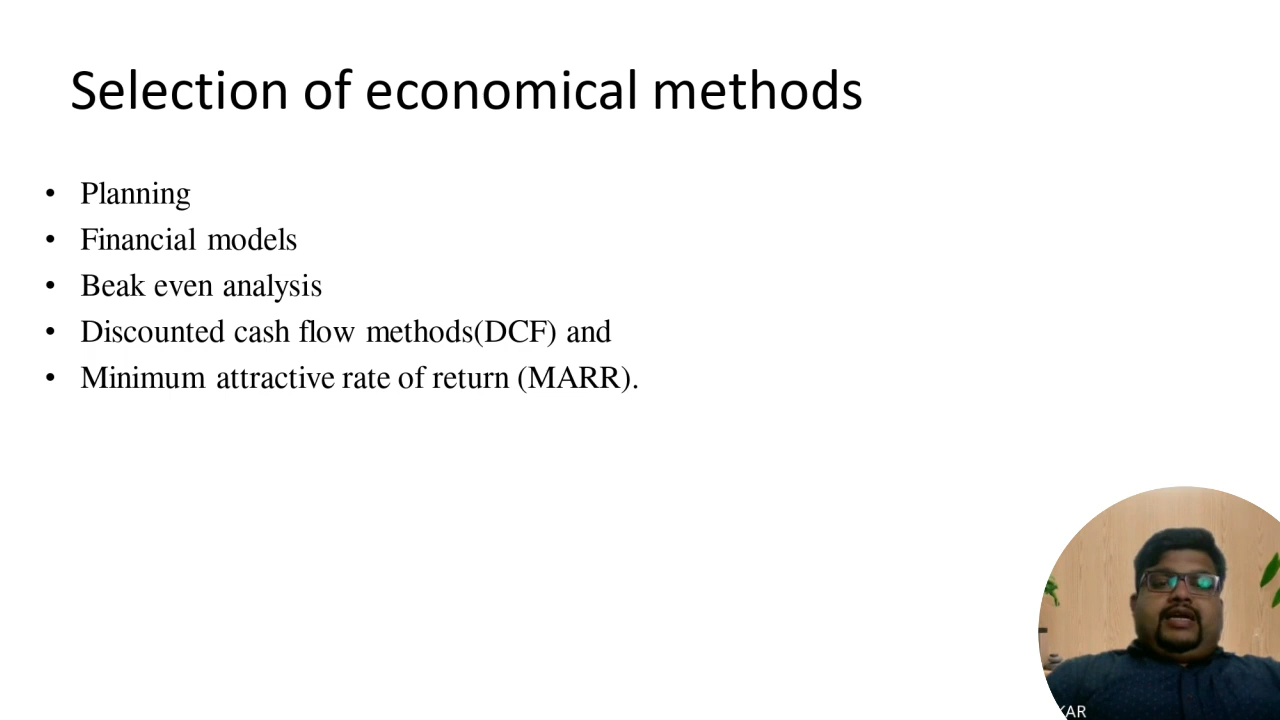 Selection of economical methods
• Planning
• Financial models
• Beak even analysis
• Discounted cash flow methods(DCF) and
• Minimum attractive rate of return (MARR).
KAR